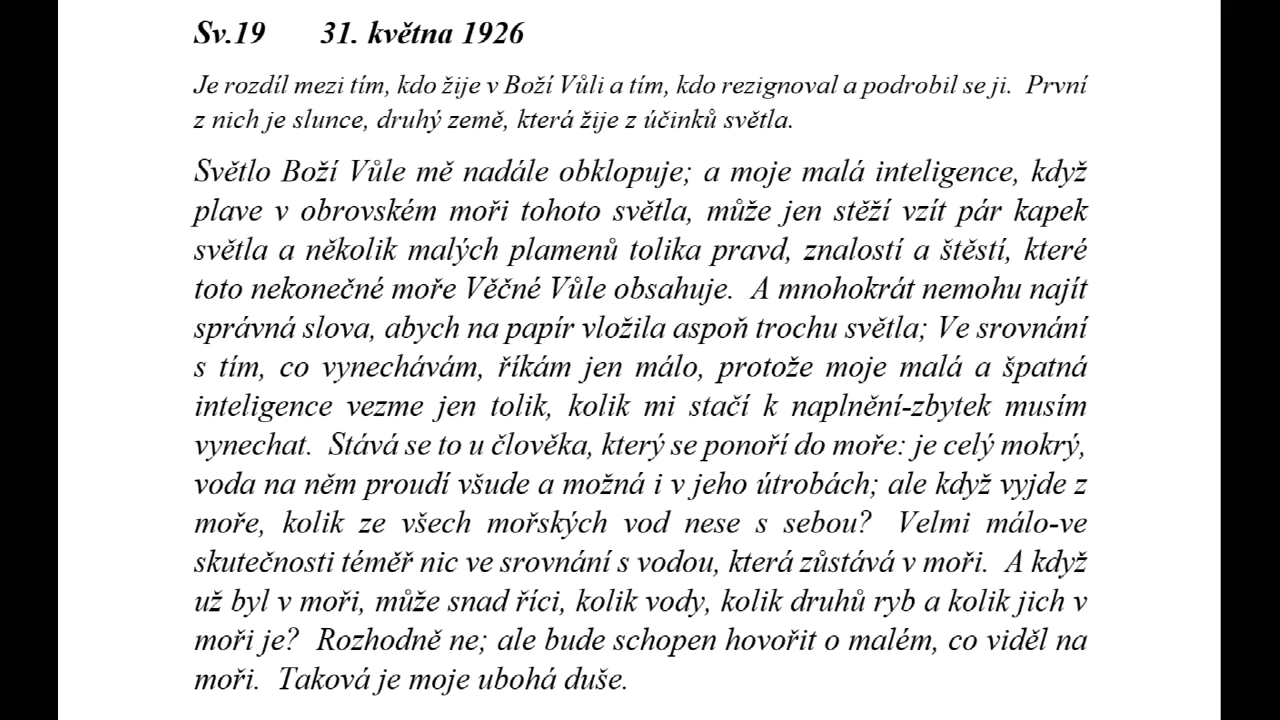 Sv.19 31. května 1926
Je rozdíl mezi tím, kdo žije v Boží Vůli a tím, kdo rezignoval a podrobil se ji. První
z nich je slunce, druhý země, která žije z účinků světla.
Světlo Boží Vůle mě nadále obklopuje; a moje malá inteligence, když
plave v obrovském moři tohoto světla, může jen stěží vzít pár kapek
světla a několik malých plamenů tolika pravd, znalostí a štěstí, které
toto nekonečné moře Věčné Vůle obsahuje. A mnohokrát nemohu najít
správná slova, abych na papír vložila aspoň trochu světla; Ve srovnání
s tím, co vynechávám, říkám jen málo, protože moje malá a špatná
inteligence vezme jen tolik, kolik mi stačí k naplnění-zbytek musím
vynechat. Stává se to u člověka, který se ponoří do moře: je celý mokrý,
voda na něm proudí všude a možná i v jeho útrobách; ale když vyjde z
moře, kolik ze všech mořských vod nese s sebou? Velmi málo-ve
skutečnosti téměř nic ve srovnání s vodou, která zůstává v moři. A když
už byl v moři, může snad říci, kolik vody, kolik druhů ryb a kolik jich v
moři je? Rozhodně ne; ale bude schopen hovořit o malém, co viděl na
moři. Taková je moje ubohá duše.